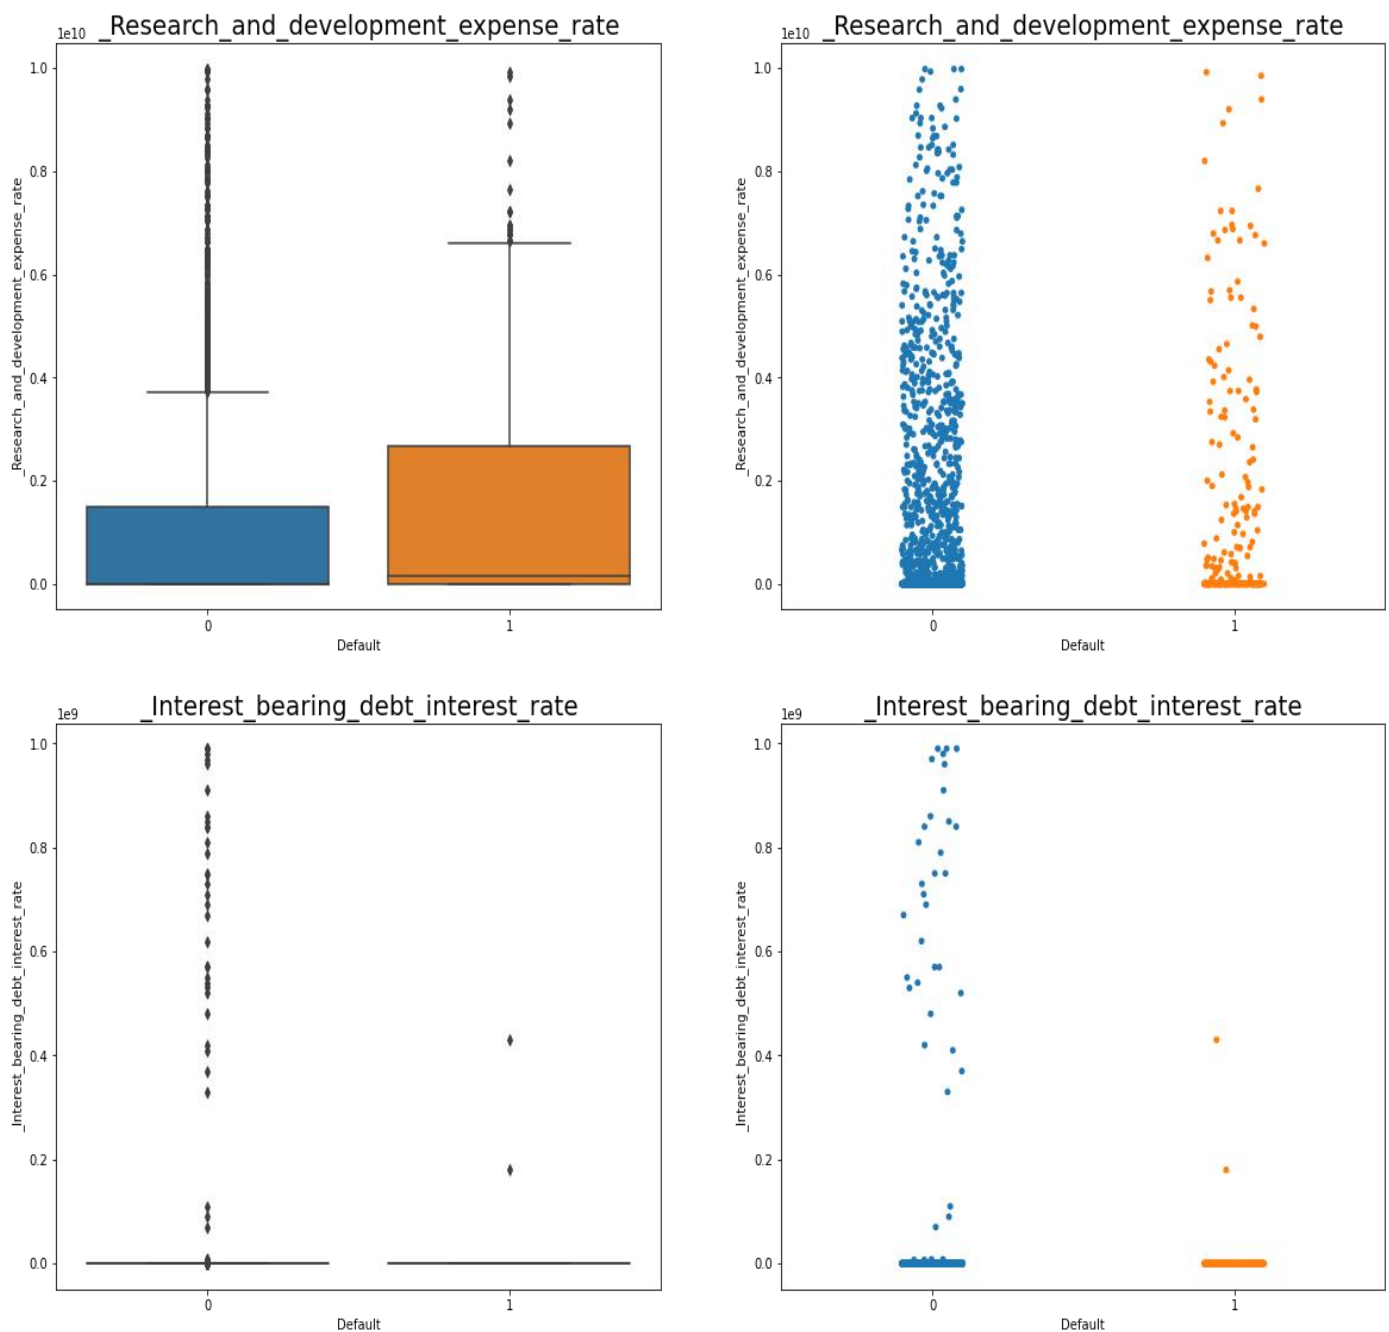 _Research_and_development_expense_rate
1e10
1.0
0.8
0.6
0.4
0.2
0.0
_Research_and_development_expense_rate
0 1
Default
_Research_and_development_expense_rate
1e10
1.0
0.8
0.6
0.4
0.2
0.0
_Research_and_development_expense_rate
0 1
Default
_Interest_bearing_debt_interest_rate
1e9
1.0
0.8
0.6
0.4
0.2
0.0
_Interest_bearing_debt_interest_rate
0 1
Default
_Interest_bearing_debt_interest_rate
1e9
1.0
0.8
0.6
0.4
0.2
0.0
_Interest_bearing_debt_interest_rate
0 1
Default